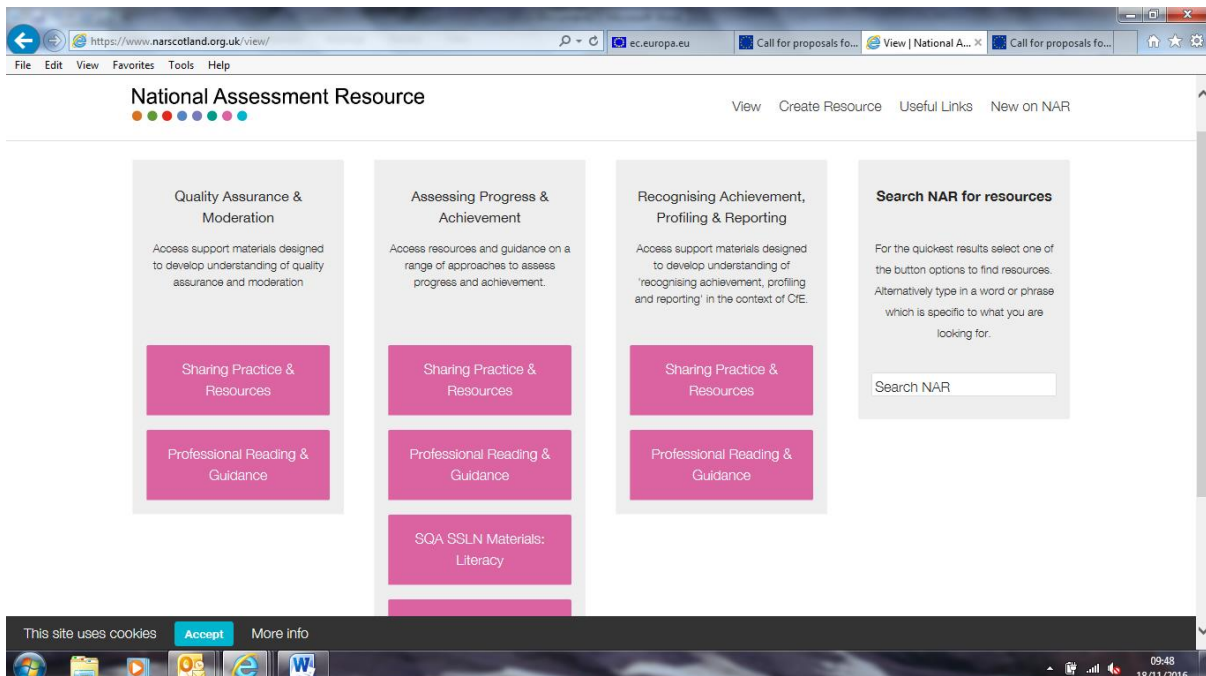 https://www.narscotland.org.uk/view/
ec.europa.eu
Call for proposals fo...
View | National A...
Call for proposals fo...
File Edit View Favorites Tools Help
National Assessment Resource
View Create Resource Useful Links New on NAR
Quality Assurance &
Moderation
Access support materials designed
to develop understanding of quality
assurance and moderation
Sharing Practice &
Resources
Professional Reading &
Guidance
Assessing Progress &
Achievement
Access resources and guidance on a
range of approaches to assess
progress and achievement.
Sharing Practice &
Resources
Professional Reading &
Guidance
SQA SSLN Materials:
Literacy
Recognising Achievement,
Profiling & Reporting
Access support materials designed
to develop understanding of
'recognising achievement, profiling
and reporting' in the context of CfE.
Sharing Practice &
Resources
Professional Reading &
Guidance
Search NAR for resources
For the quickest results select one of
the button options to find resources.
Alternatively type in a word or phrase
which is specific to what you are
looking for.
Search NAR
This site uses cookies Accept More info
09:48
18/11/2016